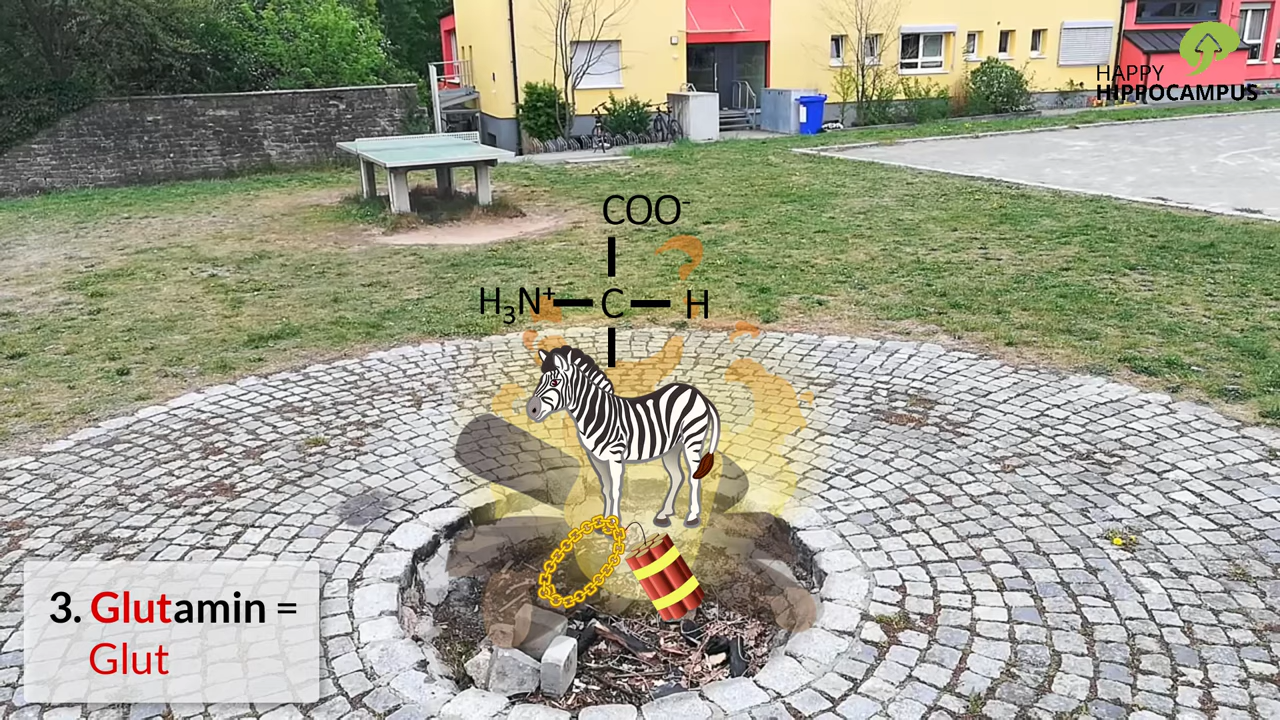 HAPPY
HIPPOCAMPUS
COO⁻
H₃N⁺ C H
3. Glutamin =
Glut